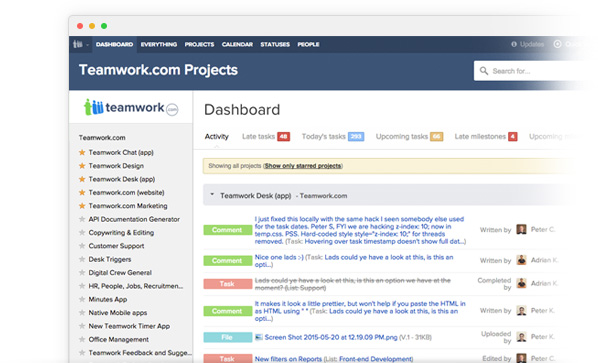 DASHBOARD EVERYTHING PROJECTS CALENDAR STATUSES PEOPLE
Teamwork.com Projects
Search for...
teamwork.com
Teamwork.com
Teamwork Chat (app)
Teamwork Design
Teamwork Desk (app)
Teamwork.com (website)
Teamwork.com Marketing
API Documentation Generator
Copywriting & Editing
Customer Support
Desk Triggers
Digital Crew General
HR, People, Jobs, Recruitmen...
Minutes App
Native Mobile apps
New Teamwork Timer App
Office Management
Teamwork Feedback and Sugge...
Dashboard
Activity Late tasks 48 Today's tasks 393 Upcoming tasks 66 Late milestones 4 Upcoming
Showing all projects (Show only starred projects)
Teamwork Desk (app) - Teamwork.com
I just fixed this locally with the same hack I seen somebody else used
Comment for the task dates. Peter S, FYI we are hacking z-index: 10; now in Written by Peter C.
temp.css. PSS. Hard-coded style style="z-index: 10;" for threads
removed. (Task: Hovering over task timestamp doesn't show full dat...)
Comment Nice one lads :-) (Task: Lads could ye have a look at this, is this an Written by Adrian K.
opti...)
Task Lads could ye have a look at this, is this an option we have at the Completed by Adrian K.
moment? (List: Support)
Comment It makes it look a little prettier, but won't help if you paste the HTML in Written by Peter K.
as HTML using " " (Task: Lads could ye have a look at this, is this an
opti...)
File Screen Shot 2015-05-20 at 12.19.09 PM.png (V.1 - 31KB) Uploaded by Peter K.
Task New filters on Reports (List: Front-end Development) Edited by Peter K.